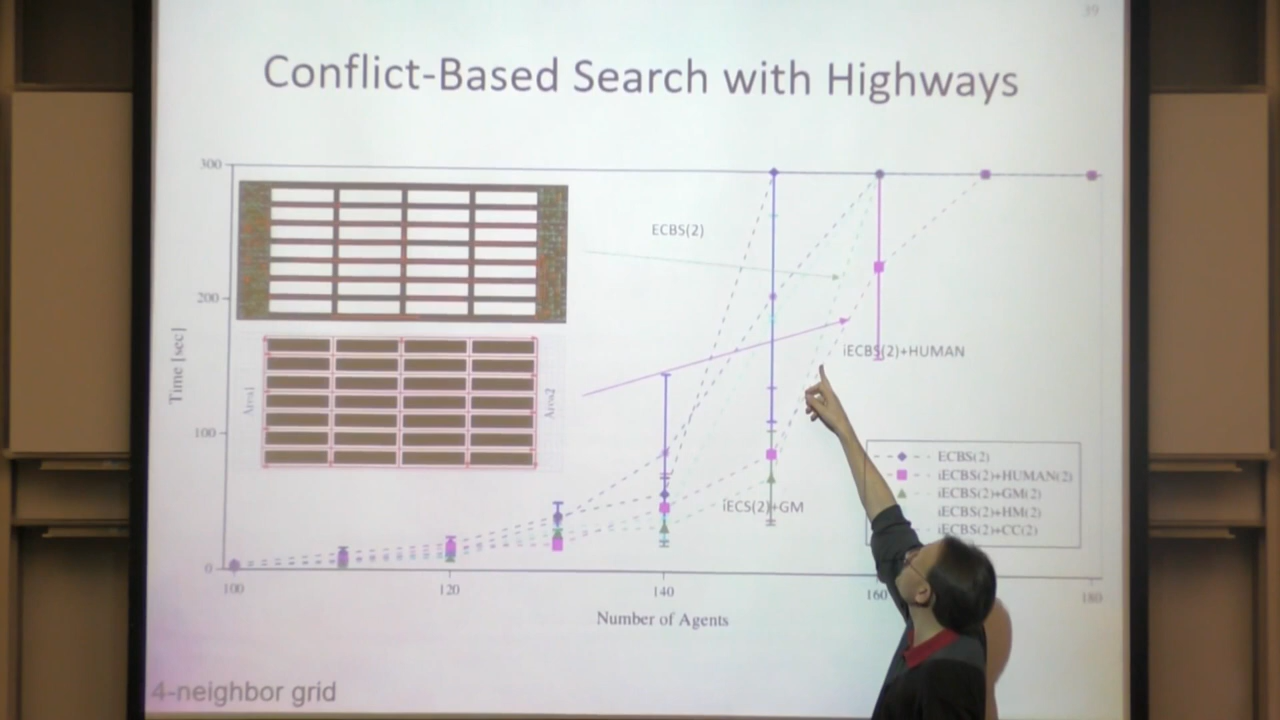 39
Conflict-Based Search with Highways
300
200
100
0
Time [sec]
Area1
Area2
ECBS(2)
iECBS(2)+HUMAN
iECS(2)+GM
ECBS(2)
iECBS(2)+HUMAN(2)
iECBS(2)+GM(2)
iECBS(2)+HM(2)
iECBS(2)+CC(2)
100
120
140
160
180
Number of Agents
4-neighbor grid